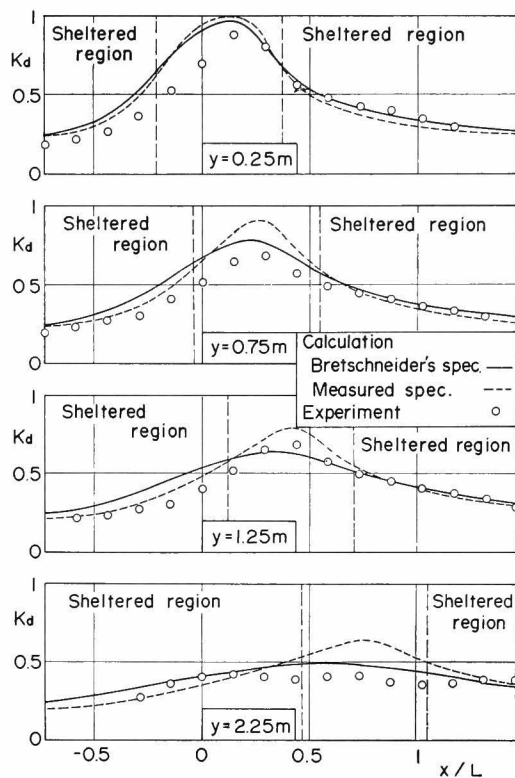 1
Sheltered
region
Sheltered region
Kd
0.5
0
y=0.25m
1
Sheltered
region
Sheltered region
Kd
0.5
0
y=0.75m
Calculation
Bretschneider's spec.
Measured spec.
Experiment
1
Sheltered
region
Sheltered region
Kd
0.5
0
y=1.25m
1
Sheltered region
Sheltered
region
Kd
0.5
0
y=2.25m
-0.5 0 0.5 1
x/L